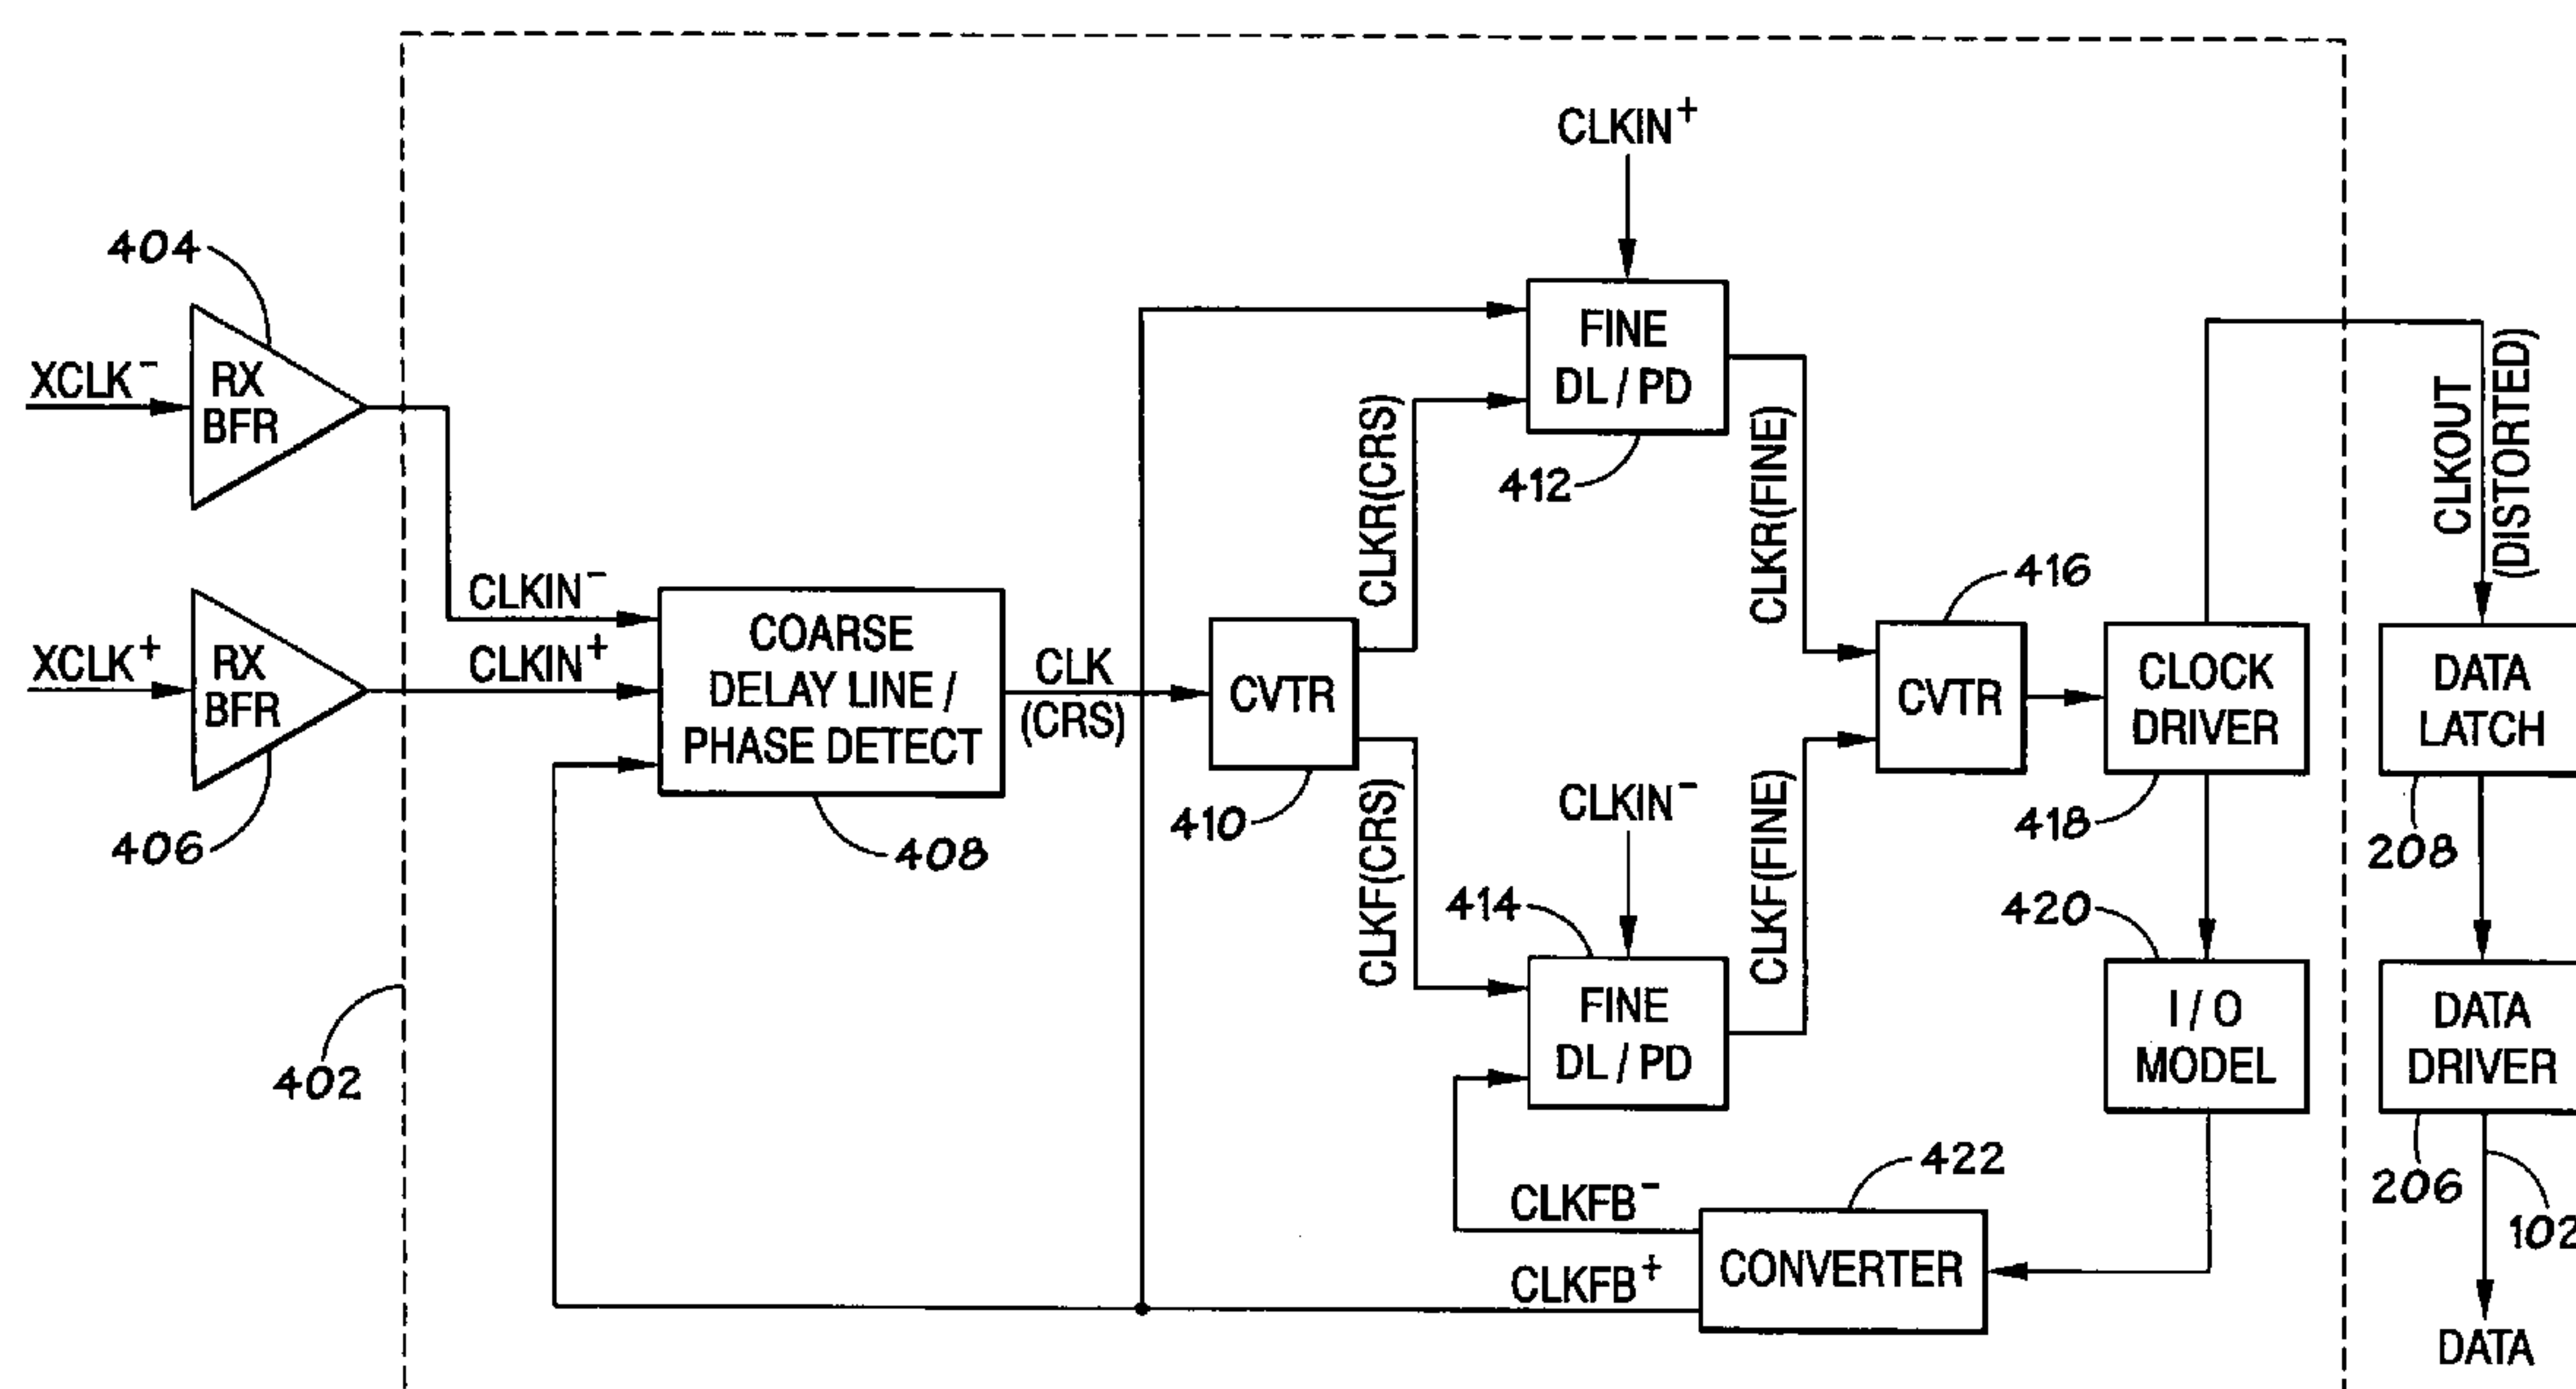 CLKIN+
404
XCLK-
RX
BFR
FINE
DL / PD
412
CLKR(CRS)
CLKR(FINE)
CLKOUT
(DISTORTED)
416
CLKIN-
XCLK+
RX
BFR
CLKIN+
COARSE
DELAY LINE /
PHASE DETECT
CLK
(CRS)
CVTR
CVTR
CLOCK
DRIVER
DATA
LATCH
406
408
410
CLKIN-
418
208
CLKF(CRS)
CLKF(FINE)
414
420
FINE
DL / PD
I / O
MODEL
DATA
DRIVER
402
422
206
102
CLKFB-
CLKFB+
CONVERTER
DATA